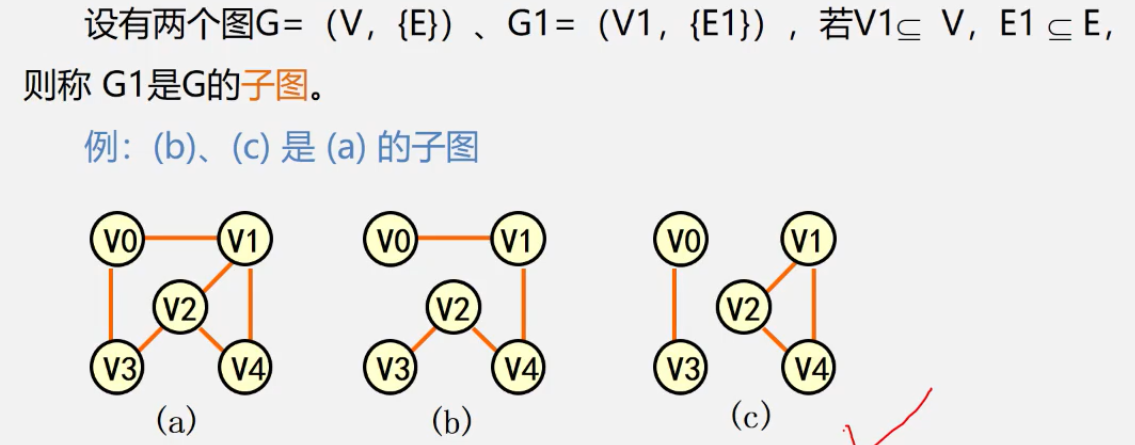 设有两个图G=（V，{E}）、G1=（V1，{E1}），若V1⊆ V，E1 ⊆ E，
则称 G1是G的子图。
例：(b)、(c) 是 (a) 的子图
V0 V1 V0 V1 V0 V1
V2 V2 V2
V3 V4 V3 V4 V3 V4
(a) (b) (c)